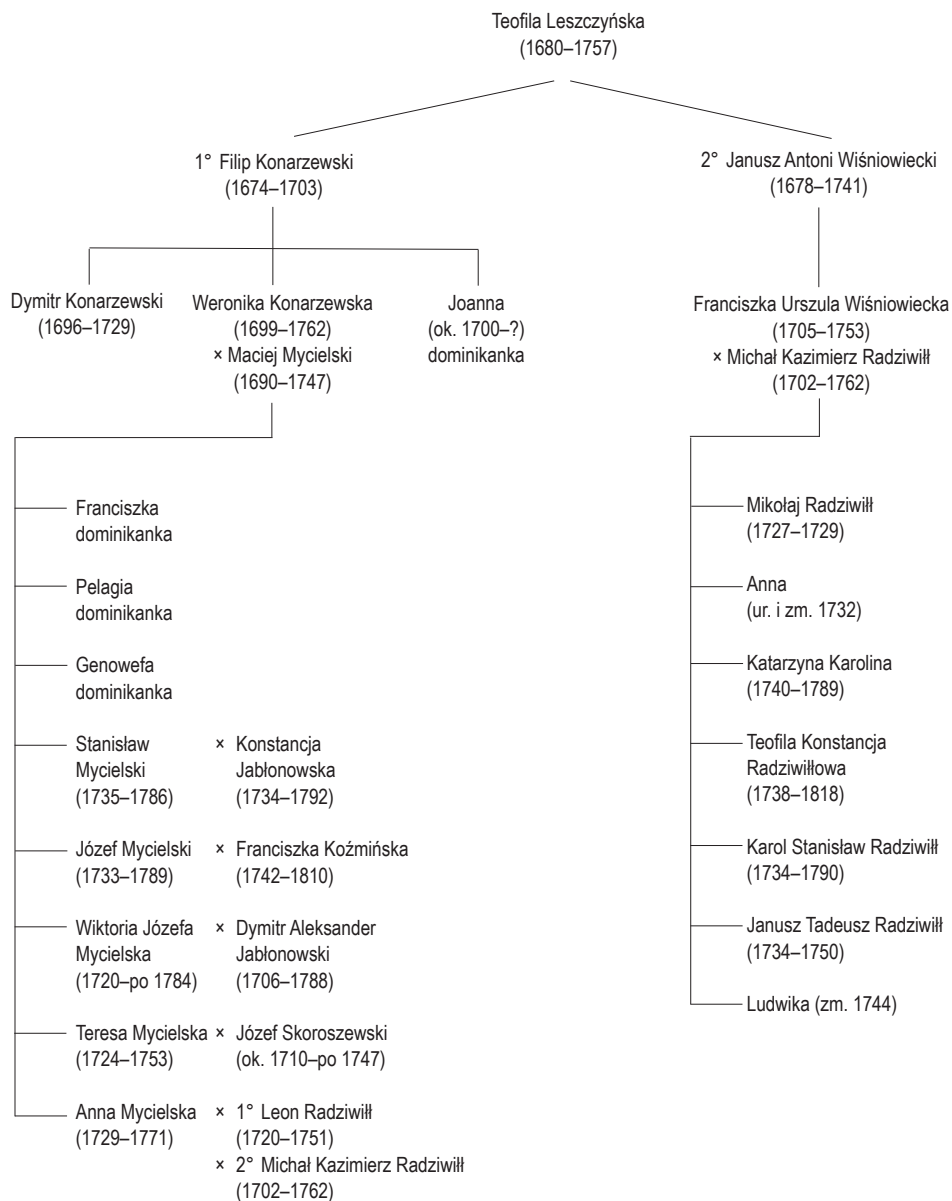 Teofila Leszczyńska
(1680–1757)
1° Filip Konarzewski
(1674–1703)
2° Janusz Antoni Wiśniowiecki
(1678–1741)
Dymitr Konarzewski
(1696–1729)
Weronika Konarzewska
(1699–1762)
× Maciej Mycielski
(1690–1747)
Joanna
(ok. 1700–?)
dominikanka
Franciszka Urszula Wiśniowiecka
(1705–1753)
× Michał Kazimierz Radziwiłł
(1702–1762)
Franciszka
dominikanka
Pelagia
dominikanka
Genowefa
dominikanka
Stanisław × Konstancja
Mycielski Jabłonowska
(1735–1786) (1734–1792)
Józef Mycielski × Franciszka Koźmińska
(1733–1789) (1742–1810)
Wiktoria Józefa × Dymitr Aleksander
Mycielska Jabłonowski
(1720–po 1784) (1706–1788)
Teresa Mycielska × Józef Skoroszewski
(1724–1753) (ok. 1710–po 1747)
Anna Mycielska × 1° Leon Radziwiłł
(1729–1771) (1720–1751)
× 2° Michał Kazimierz Radziwiłł
(1702–1762)
Mikołaj Radziwiłł
(1727–1729)
Anna
(ur. i zm. 1732)
Katarzyna Karolina
(1740–1789)
Teofila Konstancja
Radziwiłłowa
(1738–1818)
Karol Stanisław Radziwiłł
(1734–1790)
Janusz Tadeusz Radziwiłł
(1734–1750)
Ludwika (zm. 1744)